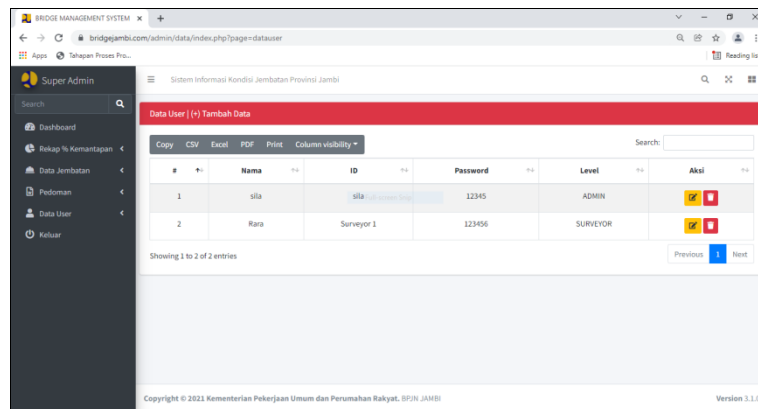 BRIDGE MANAGEMENT SYSTEM
bridgejambi.com/admin/data/index.php?page=datauser
Apps Tahapan Proses Pro...
Reading lis
Super Admin
Sistem Informasi Kondisi Jembatan Provinsi Jambi
Search
Data User | (+) Tambah Data
Dashboard
Rekap % Kemantapan
Data Jembatan
Pedoman
Data User
Keluar
Copy CSV Excel PDF Print Column visibility
Search:
# Nama ID Password Level Aksi
1 sila sila 12345 ADMIN
2 Rara Surveyor 1 123456 SURVEYOR
Showing 1 to 2 of 2 entries
Previous 1 Next
Copyright © 2021 Kementerian Pekerjaan Umum dan Perumahan Rakyat. BPJN JAMBI
Version 3.1.